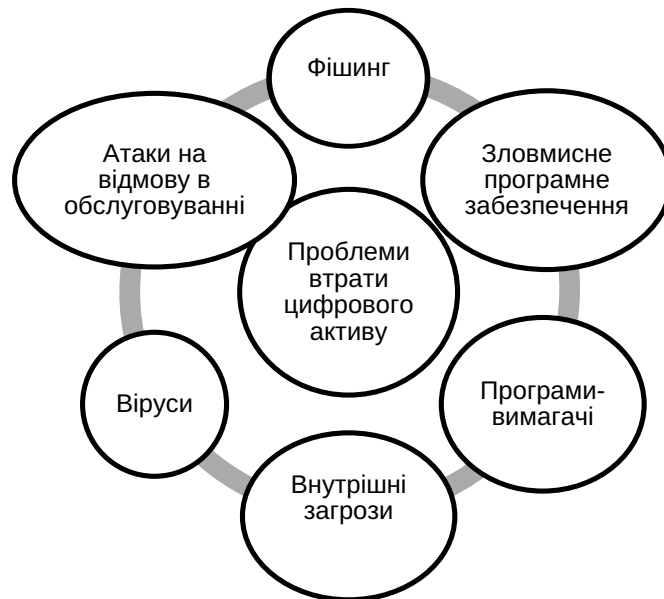 Фішинг
Зловмисне
програмне
забезпечення
Програми-
вимагачі
Внутрішні
загрози
Віруси
Атаки на
відмову в
обслуговуванні
Проблеми
втрати
цифрового
активу